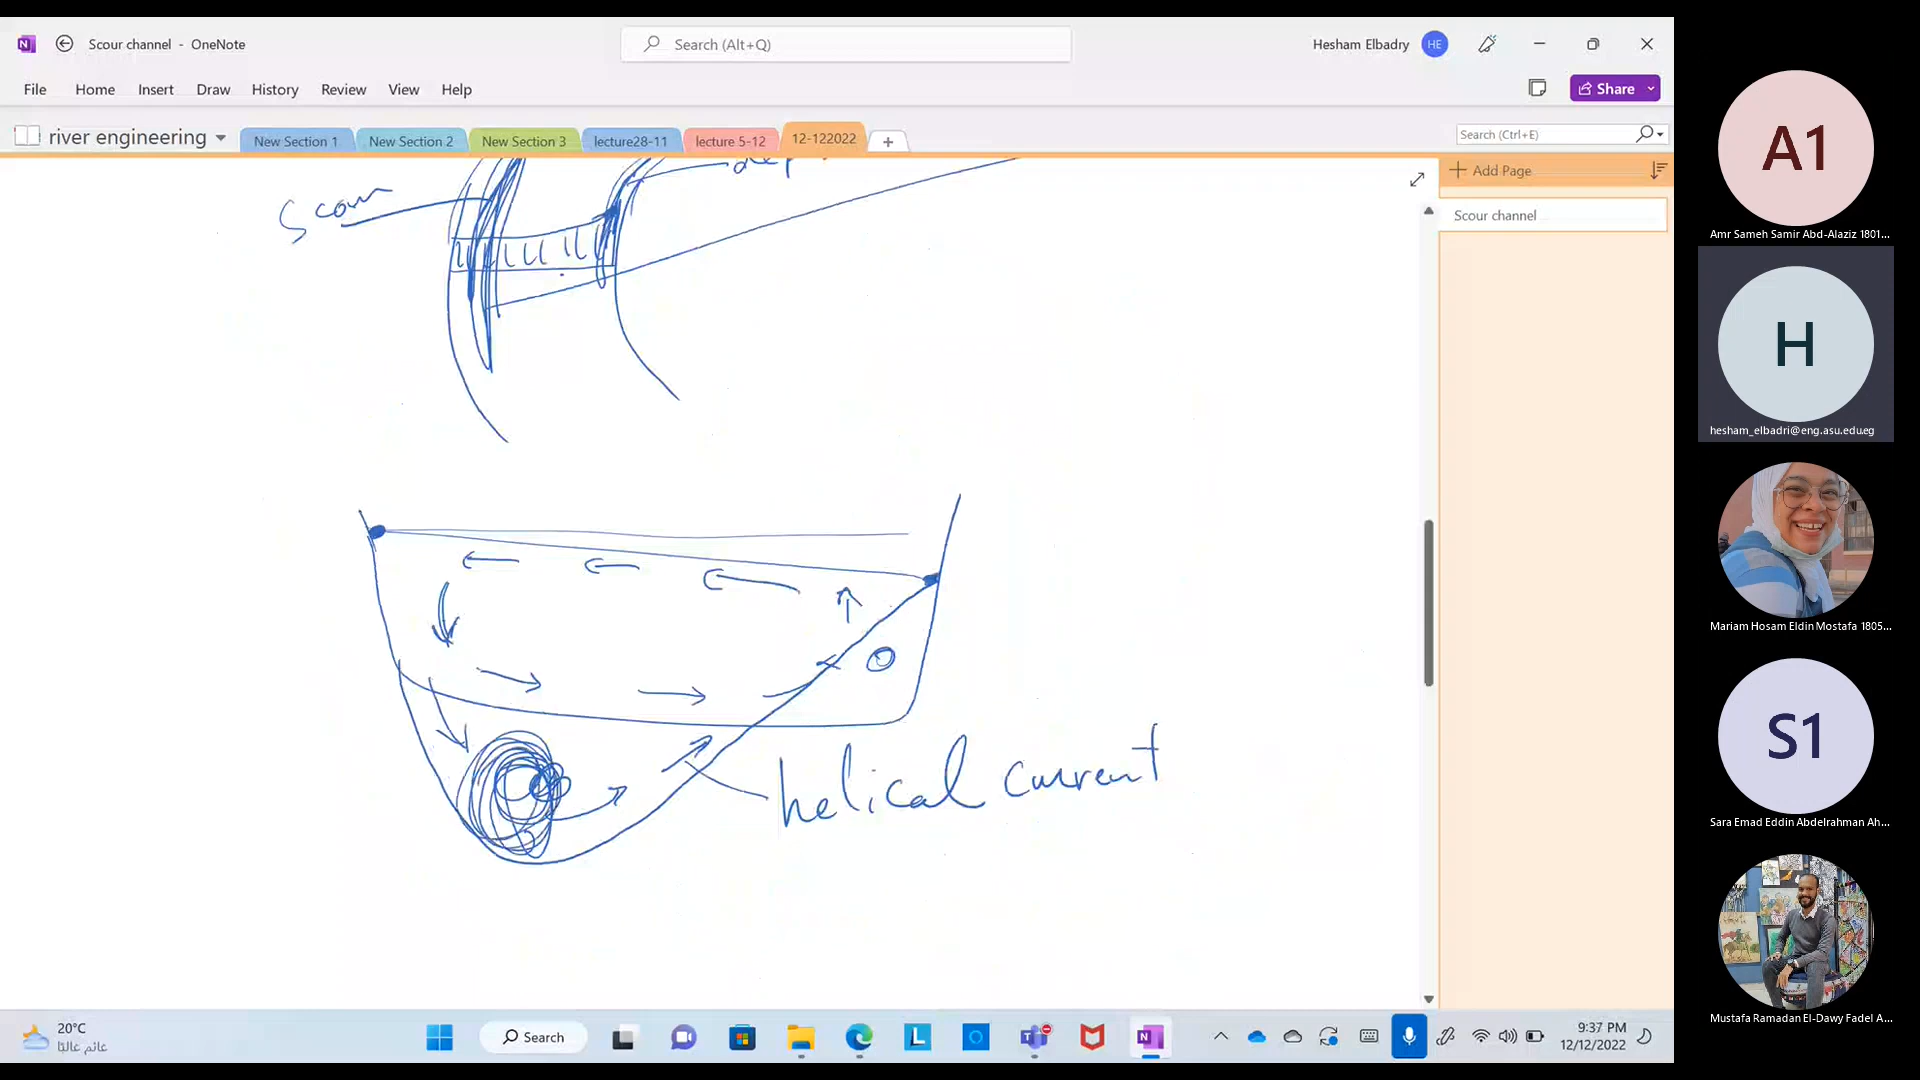 Scour channel - OneNote
Search (Alt+Q)
Hesham Elbadry
HE
File Home Insert Draw History Review View Help
Share
river engineering
New Section 1
New Section 2
New Section 3
lecture28-11
lecture 5-12
12-122022
Search (Ctrl+E)
Add Page
Scour channel
helical current
A1
Amr Sameh Samir Abd-Alaziz 1801...
H
hesham_elbadri@eng.asu.edu.eg
Mariam Hosam Eldin Mostafa 1805...
S1
Sara Emad Eddin Abdelrahman Ah...
Mustafa Ramadan El-Dawy Fadel A...
20°C
غائم غالبًا
Search
9:37 PM
12/12/2022